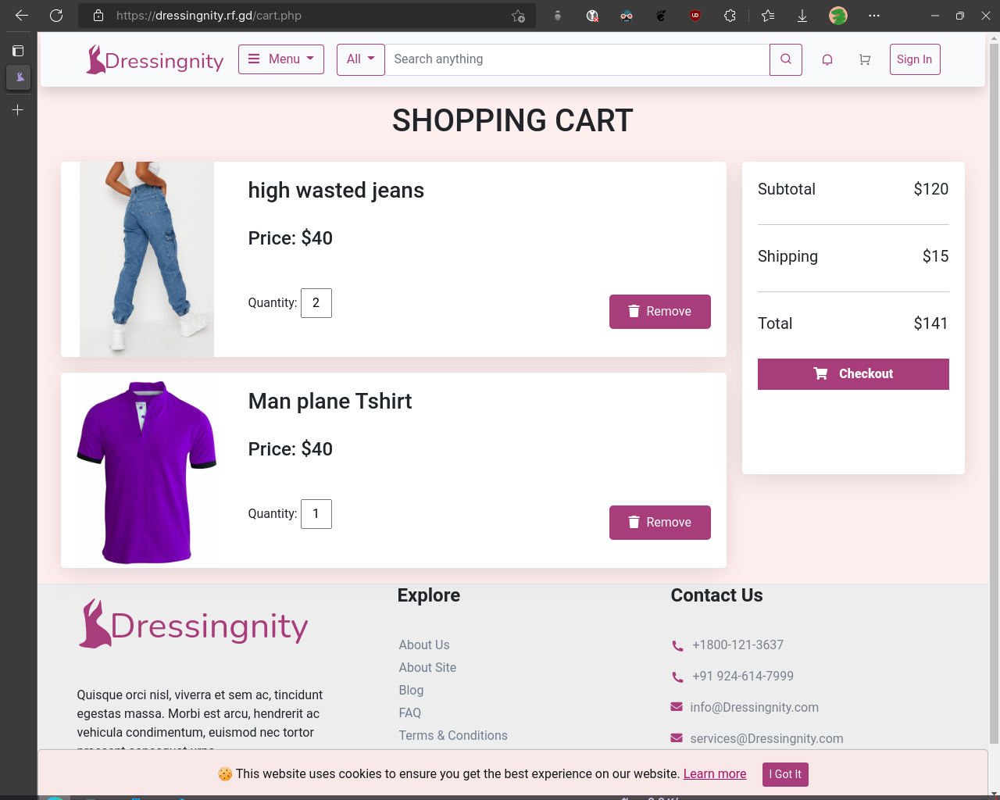 https://dressingnity.rf.gd/cart.php
Dressingnity
Menu
All
Search anything
Sign In
SHOPPING CART
high wasted jeans
Price: $40
Quantity: 2
Remove
Subtotal $120
Shipping $15
Total $141
Checkout
Man plane Tshirt
Price: $40
Quantity: 1
Remove
Dressingnity
Quisque orci nisl, viverra et sem ac, tincidunt
egestas massa. Morbi est arcu, hendrerit ac
vehicula condimentum, euismod nec tortor
Explore
About Us
About Site
Blog
FAQ
Terms & Conditions
Contact Us
+1800-121-3637
+91 924-614-7999
info@Dressingnity.com
services@Dressingnity.com
🍪 This website uses cookies to ensure you get the best experience on our website. Learn more
I Got It